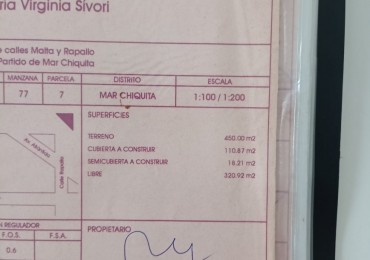 ria Virginia Sívori
e calles Malta y Rapallo
Partido de Mar Chiquita
MANZANA PARCELA DISTRITO ESCALA
77 7 MAR CHIQUITA 1:100 / 1:200
SUPERFICIES
TERRENO 450.00 m2
CUBIERTA A CONSTRUIR 110.87 m2
SEMICUBIERTA A CONSTRUIR 18.21 m2
LIBRE 320.92 m2
Calle Rapallo
N REGULADOR
F.O.S. F.S.A.
0.6
PROPIETARIO